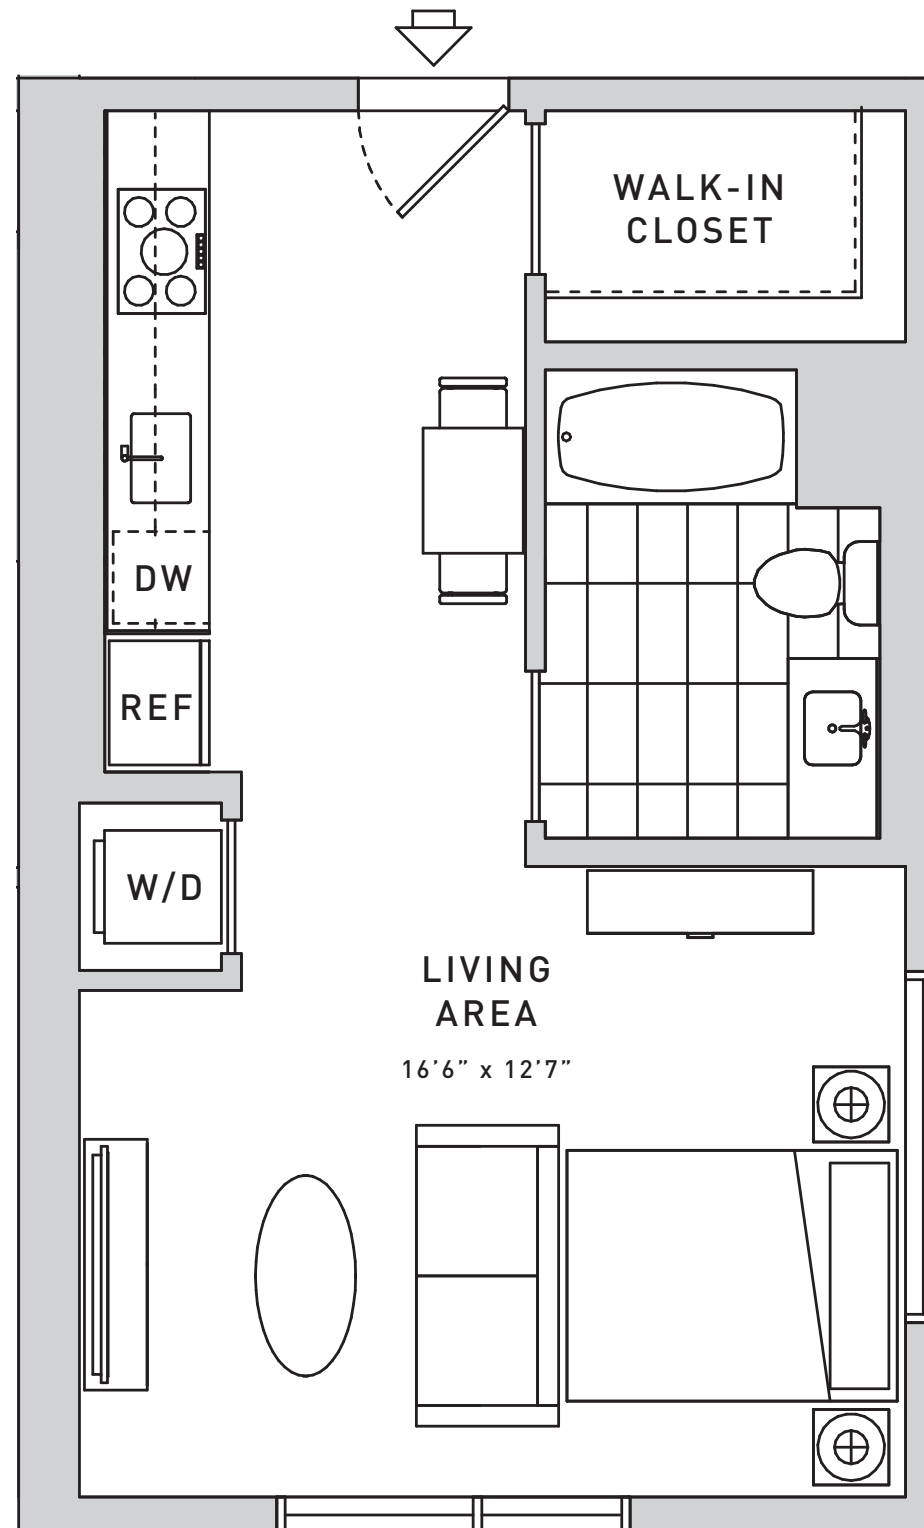 WALK-IN
CLOSET
DW
REF
W/D
LIVING
AREA
16’6” x 12’7”